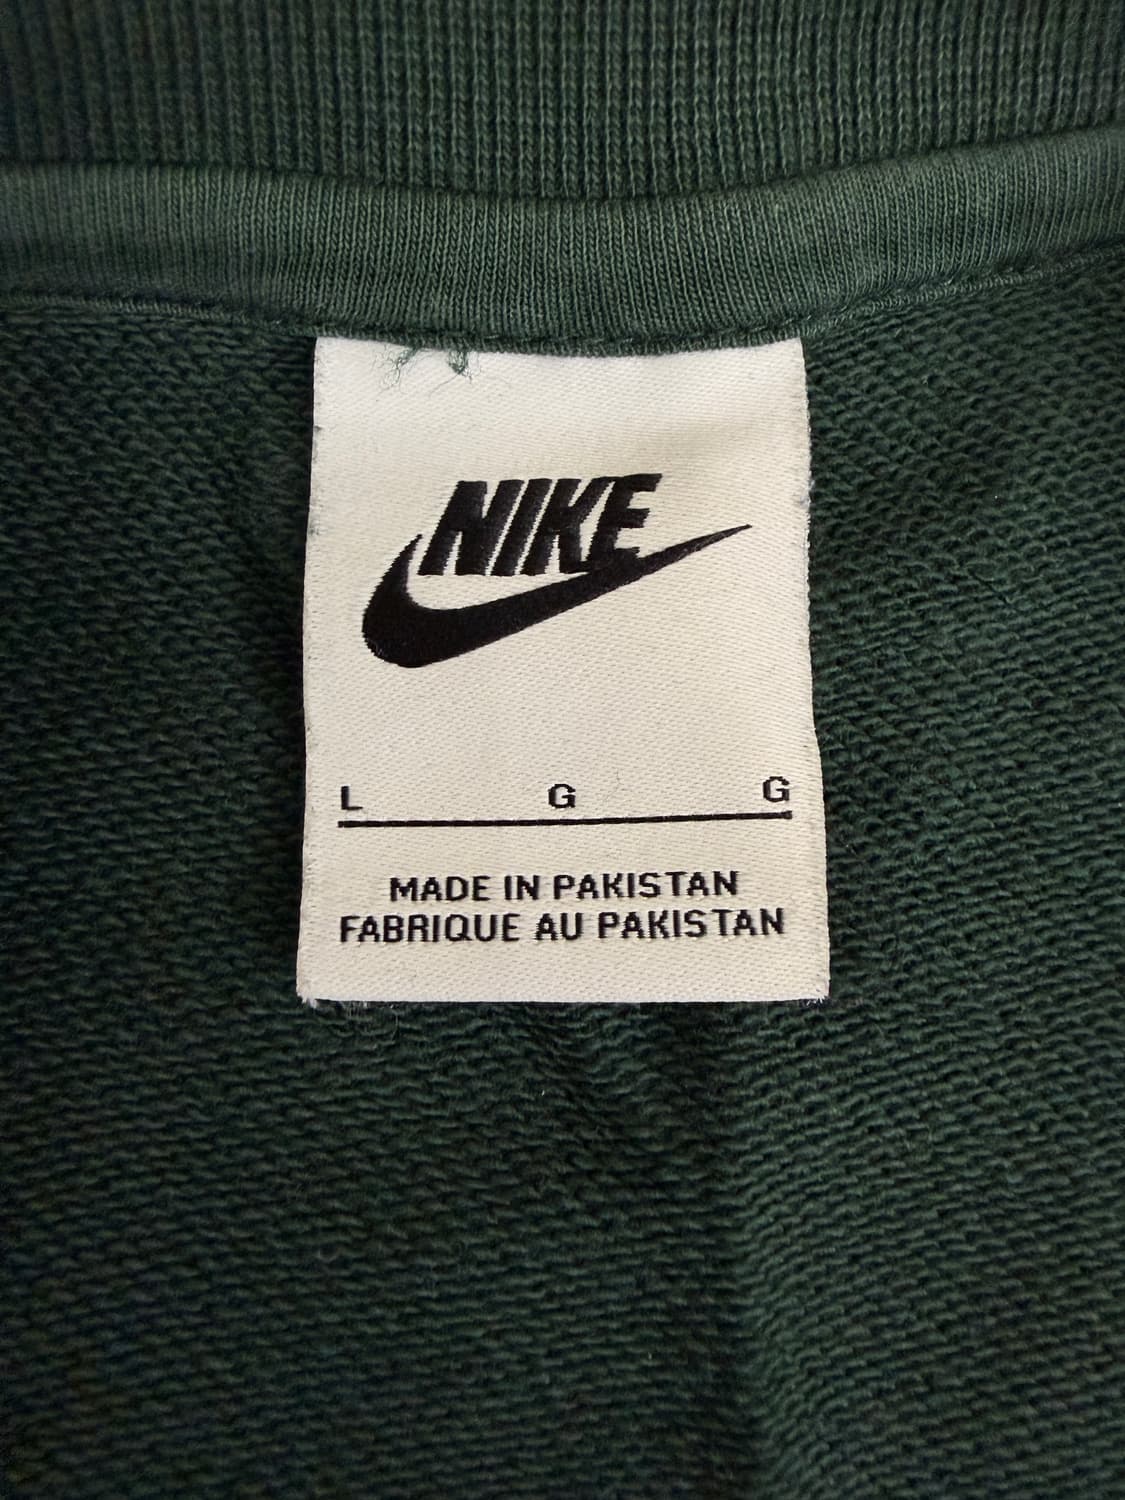 NIKE
L G G
MADE IN PAKISTAN
FABRIQUE AU PAKISTAN